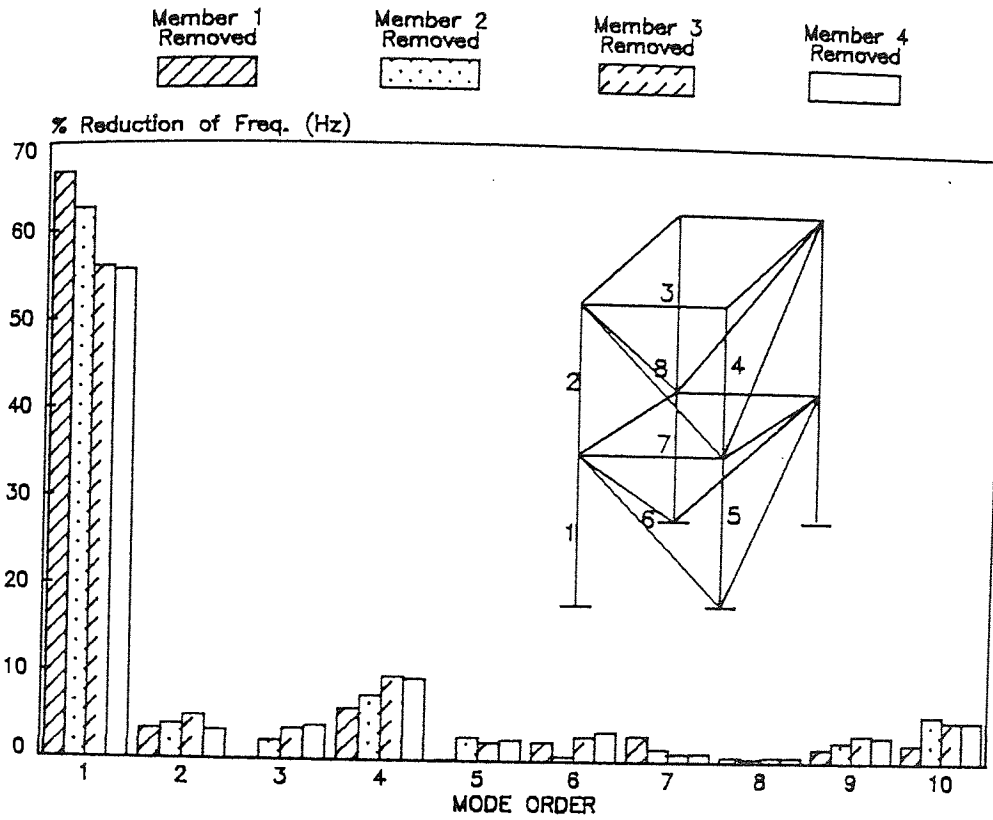 Member 1
Removed
Member 2
Removed
Member 3
Removed
Member 4
Removed
% Reduction of Freq. (Hz)
70
60
50
40
30
20
10
0
3
8
4
2
7
6
5
1
1
2
3
4
5
6
7
8
9
10
MODE ORDER